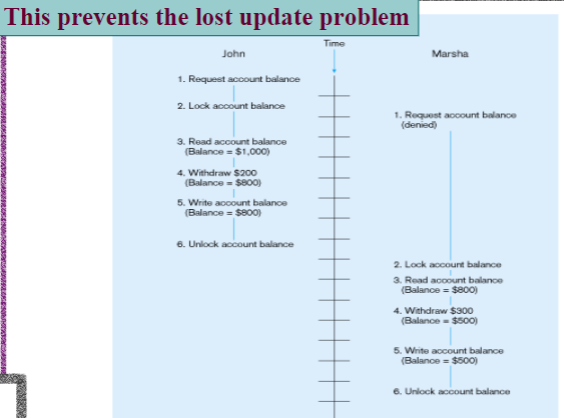 This prevents the lost update problem
Time
John
Marsha
1. Request account balance
2. Lock account balance
3. Read account balance
(Balance = $1,000)
4. Withdraw $200
(Balance = $800)
5. Write account balance
(Balance = $800)
6. Unlock account balance
1. Request account balance
(denied)
2. Lock account balance
3. Read account balance
(Balance = $800)
4. Withdraw $300
(Balance = $500)
5. Write account balance
(Balance = $500)
6. Unlock account balance